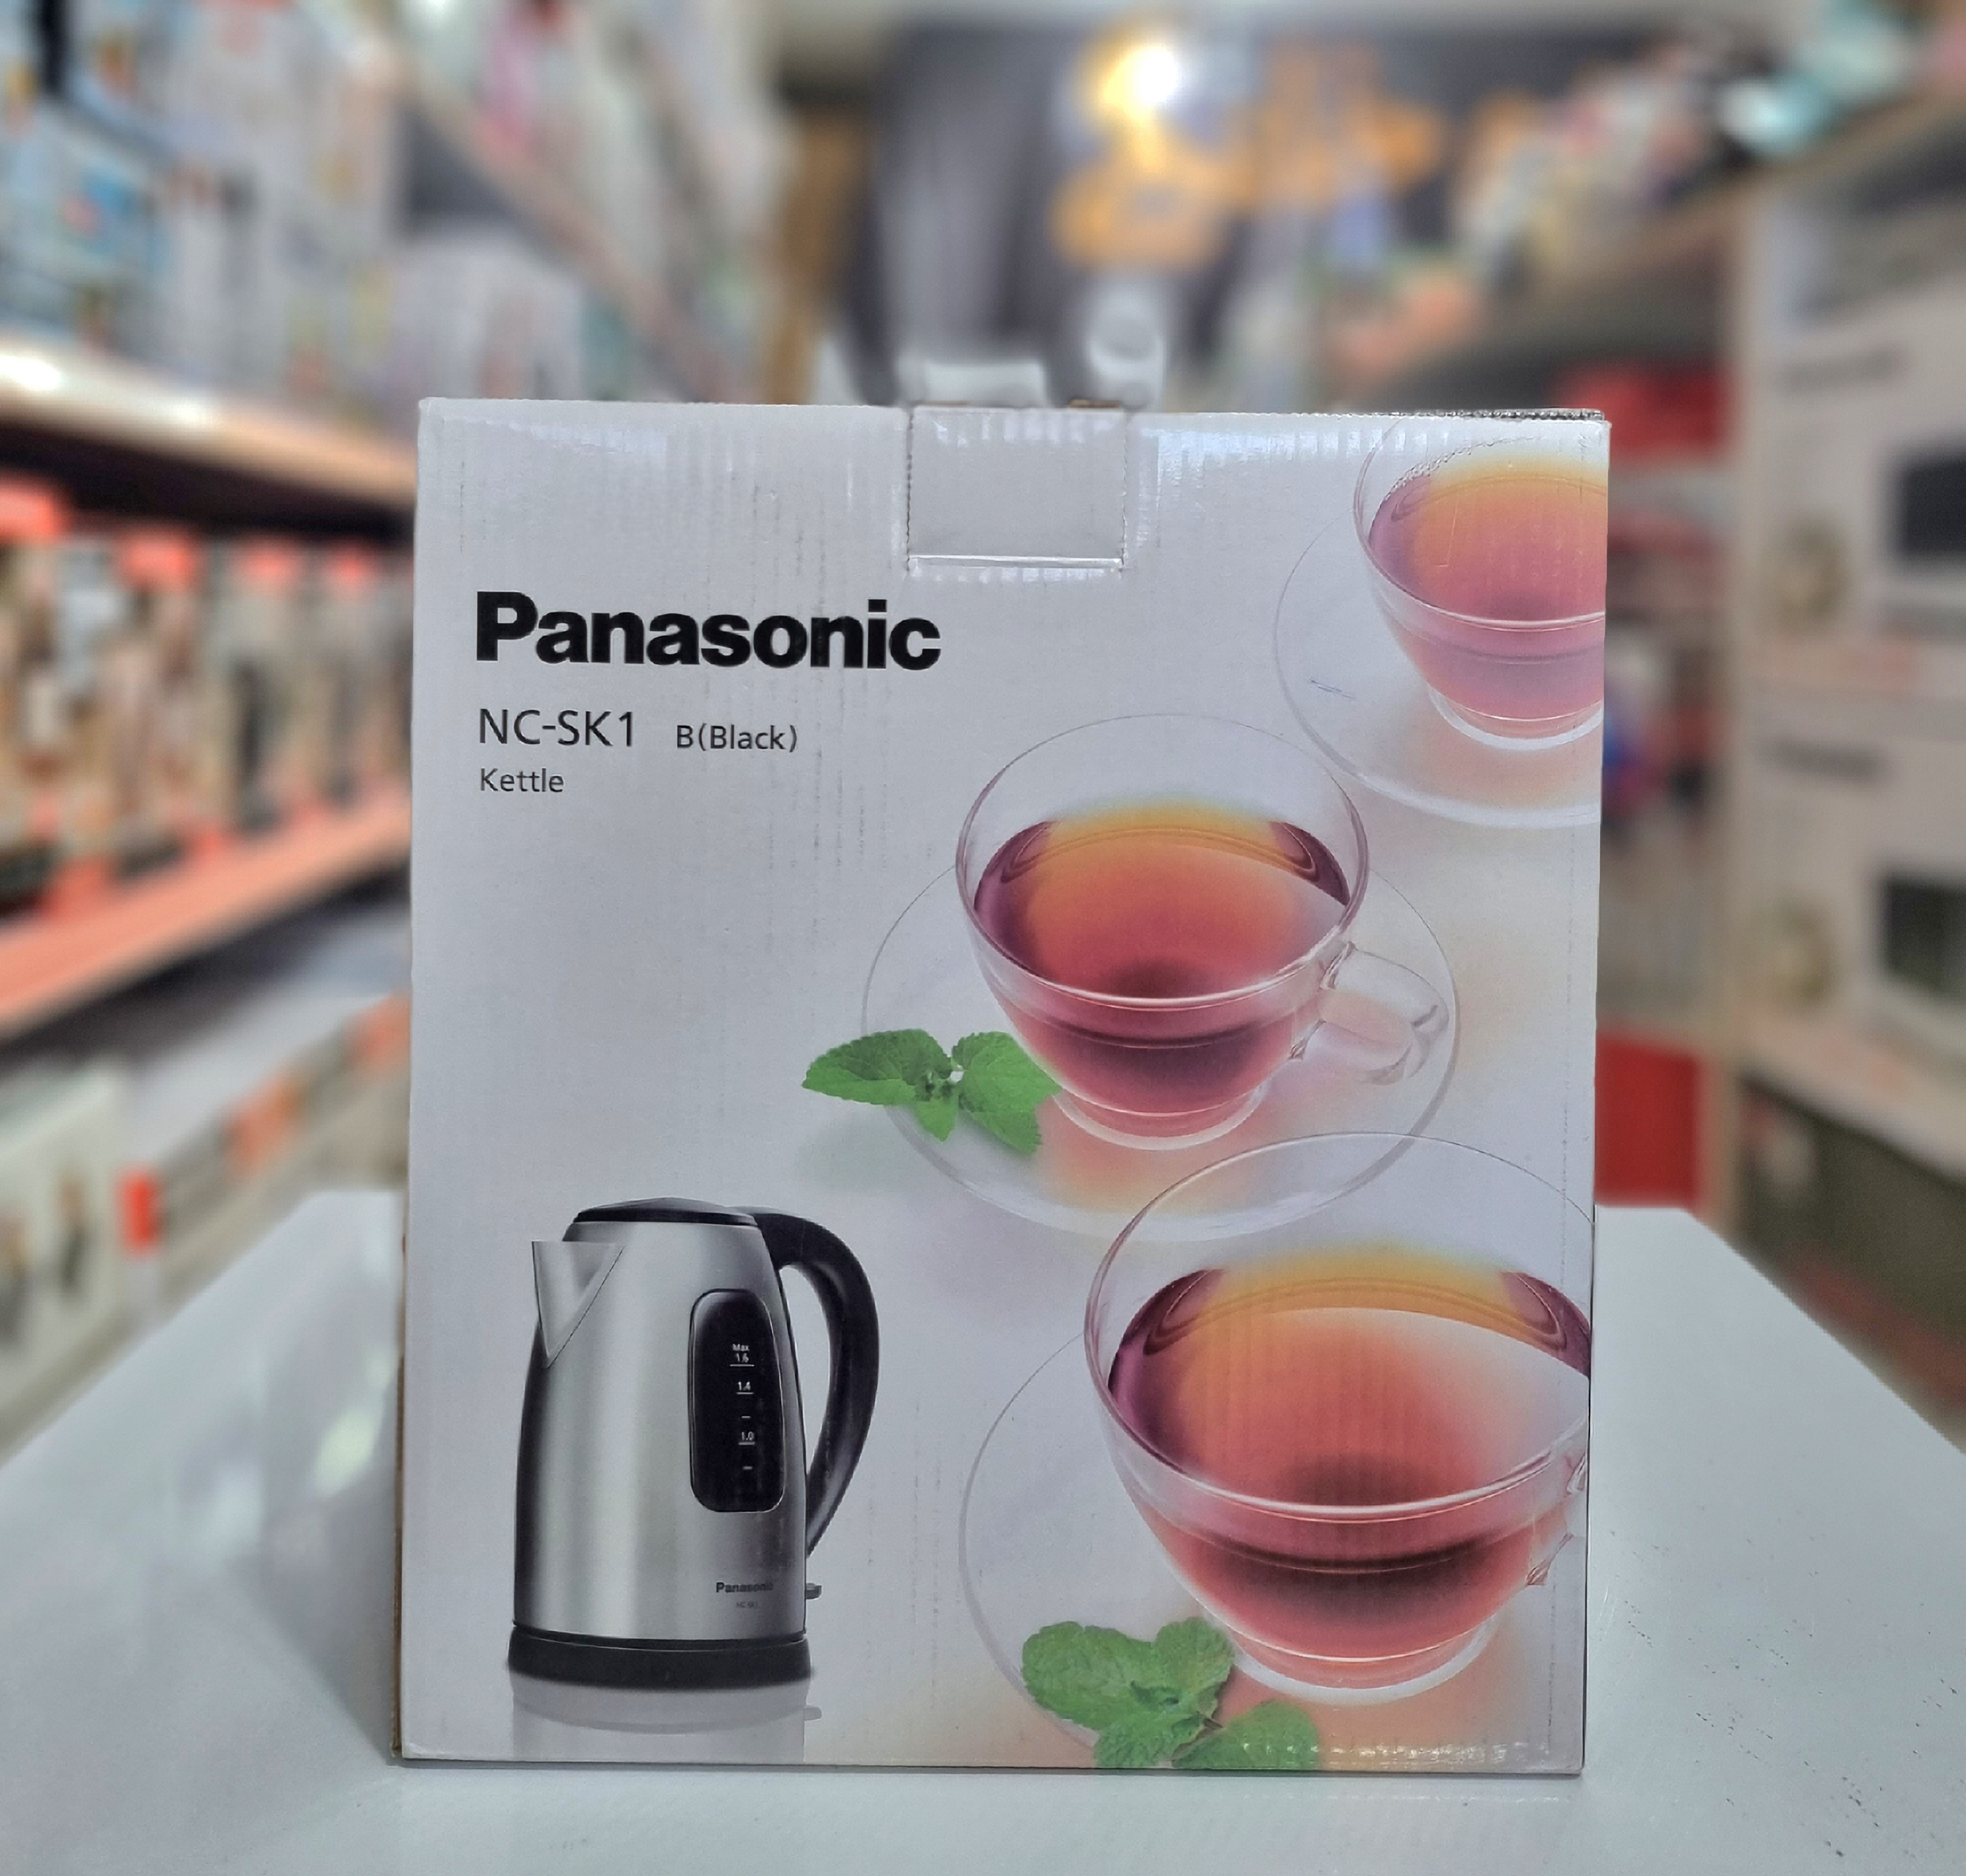 Panasonic
NC-SK1 B(Black)
Kettle
Max
1.6
1.4
1.0
Panasonic